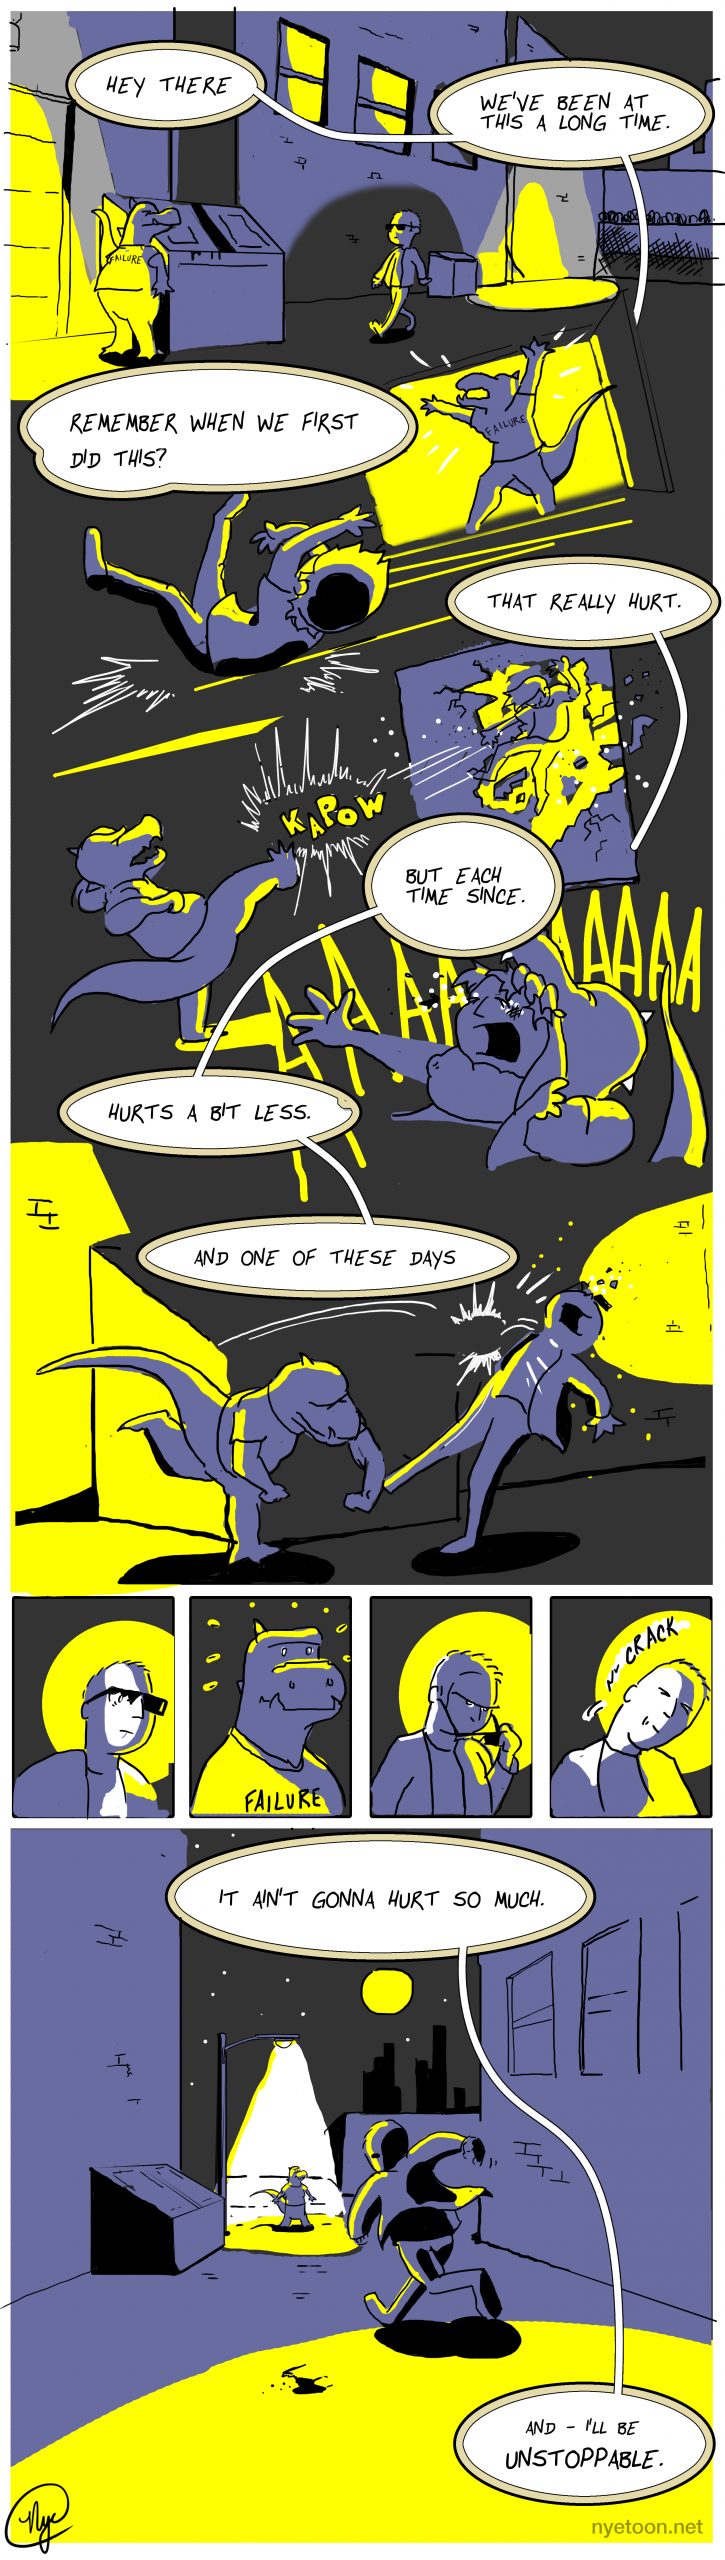 HEY THERE
WE'VE BEEN AT
THIS A LONG TIME.
FAILURE
REMEMBER WHEN WE FIRST
DID THIS?
FAILURE
THAT REALLY HURT.
KAPOW
BUT EACH
TIME SINCE.
AAAAAAAAA
HURTS A BIT LESS.
AND ONE OF THESE DAYS
FAILURE
CRACK
IT AIN'T GONNA HURT SO MUCH.
AND - I'LL BE
UNSTOPPABLE.
Nye
nyetoon.net